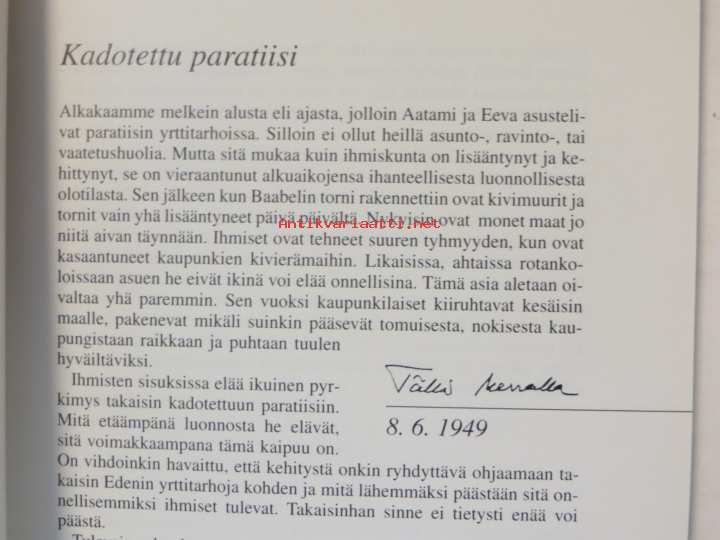 Kadotettu paratiisi
Alkakaamme melkein alusta eli ajasta, jolloin Aatami ja Eeva asusteli-
vat paratiisin yrttitarhoissa. Silloin ei ollut heillä asunto-, ravinto-, tai
vaatetushuolia. Mutta sitä mukaa kuin ihmiskunta on lisääntynyt ja ke-
hittynyt, se on vieraantunut alkuaikojensa ihanteellisesta luonnollisesta
olotilasta. Sen jälkeen kun Baabelin torni rakennettiin ovat kivimuurit ja
tornit vain yhä lisääntyneet päivä päivältä. Nykyisin ovat monet maat jo
Antikvariaatti.net
niitä aivan täynnään. Ihmiset ovat tehneet suuren tyhmyyden, kun ovat
kasaantuneet kaupunkien kivierämaihin. Likaisissa, ahtaissa rotanko-
loissaan asuen he eivät ikinä voi elää onnellisina. Tämä asia aletaan oi-
valtaa yhä paremmin. Sen vuoksi kaupunkilaiset kiiruhtavat kesäisin
maalle, pakenevat mikäli suinkin pääsevät tomuisesta, nokisesta kau-
pungistaan raikkaan ja puhtaan tuulen
hyväiltäviksi.
Ihmisten sisuksissa elää ikuinen pyr-
kimys takaisin kadotettuun paratiisiin.
Mitä etäämpänä luonnosta he elävät,
sitä voimakkaampana tämä kaipuu on.
Tällä kerralla
8. 6. 1949
On vihdoinkin havaittu, että kehitystä onkin ryhdyttävä ohjaamaan ta-
kaisin Edenin yrttitarhoja kohden ja mitä lähemmäksi päästään sitä on-
nellisemmiksi ihmiset tulevat. Takaisinhan sinne ei tietysti enää voi
päästä.